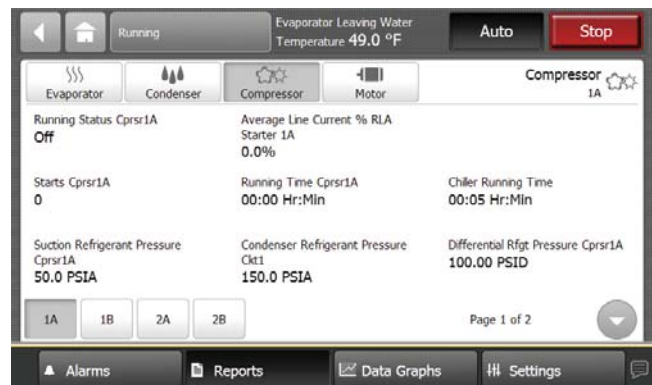 Running
Evaporator Leaving Water
Temperature 49.0 °F
Auto
Stop
Evaporator
Condenser
Compressor
Motor
Compressor
1A
Running Status Cprsr1A
Off
Average Line Current % RLA
Starter 1A
0.0%
Starts Cprsr1A
0
Running Time Cprsr1A
00:00 Hr:Min
Chiller Running Time
00:05 Hr:Min
Suction Refrigerant Pressure
Cprsr1A
50.0 PSIA
Condenser Refrigerant Pressure
Ckt1
150.0 PSIA
Differential Rfgt Pressure Cprsr1A
100.00 PSID
1A
1B
2A
2B
Page 1 of 2
Alarms
Reports
Data Graphs
Settings